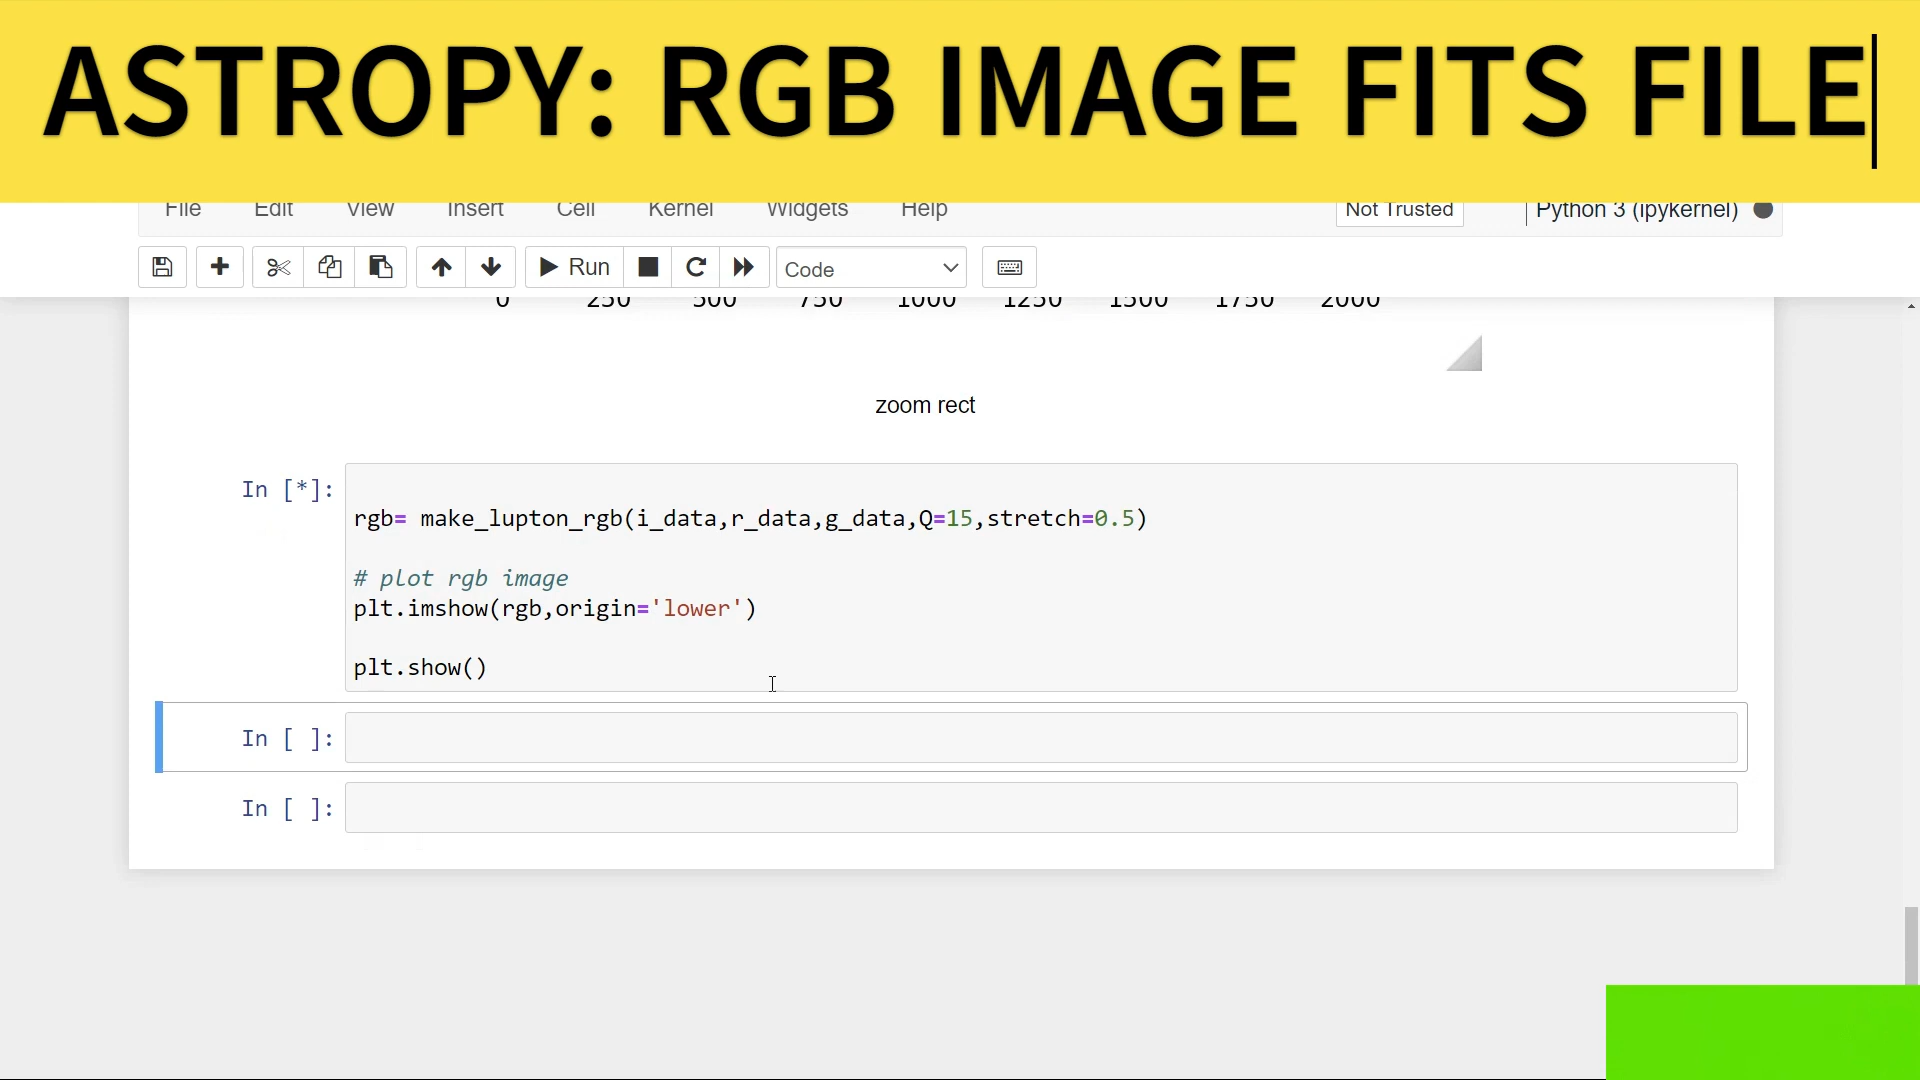 ASTROPY: RGB IMAGE FITS FILE
File Edit View Insert Cell Kernel Widgets Help Not Trusted Python 3 (ipykernel)
Run Code
0 250 500 750 1000 1250 1500 1750 2000
zoom rect
In [*]:
rgb= make_lupton_rgb(i_data,r_data,g_data,Q=15,stretch=0.5)
# plot rgb image
plt.imshow(rgb,origin='lower')
plt.show()
In [ ]:
In [ ]: